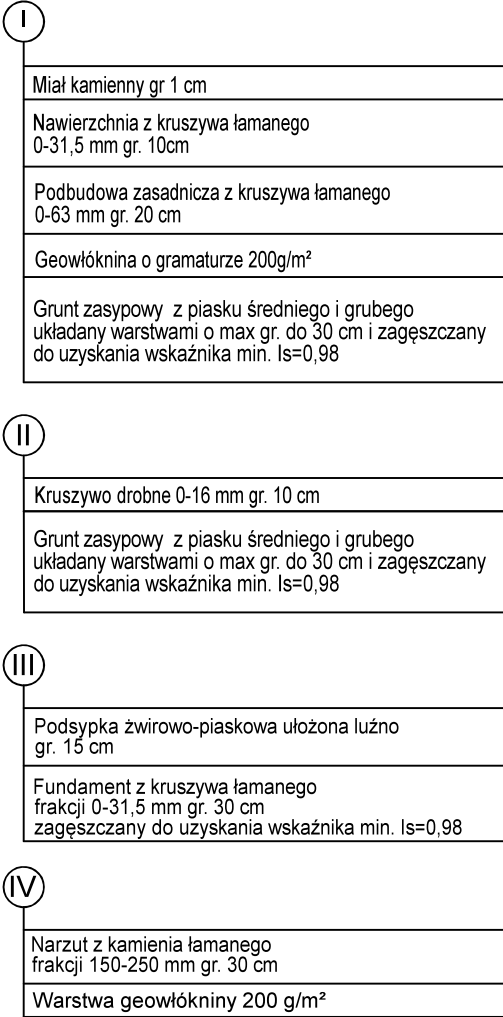 I
Miał kamienny gr 1 cm
Nawierzchnia z kruszywa łamanego
0-31,5 mm gr. 10cm
Podbudowa zasadnicza z kruszywa łamanego
0-63 mm gr. 20 cm
Geowłóknina o gramaturze 200g/m²
Grunt zasypowy z piasku średniego i grubego
układany warstwami o max gr. do 30 cm i zagęszczany
do uzyskania wskaźnika min. Is=0,98
II
Kruszywo drobne 0-16 mm gr. 10 cm
Grunt zasypowy z piasku średniego i grubego
układany warstwami o max gr. do 30 cm i zagęszczany
do uzyskania wskaźnika min. Is=0,98
III
Podsypka żwirowo-piaskowa ułożona luźno
gr. 15 cm
Fundament z kruszywa łamanego
frakcji 0-31,5 mm gr. 30 cm
zagęszczany do uzyskania wskaźnika min. Is=0,98
IV
Narzut z kamienia łamanego
frakcji 150-250 mm gr. 30 cm
Warstwa geowłókniny 200 g/m²